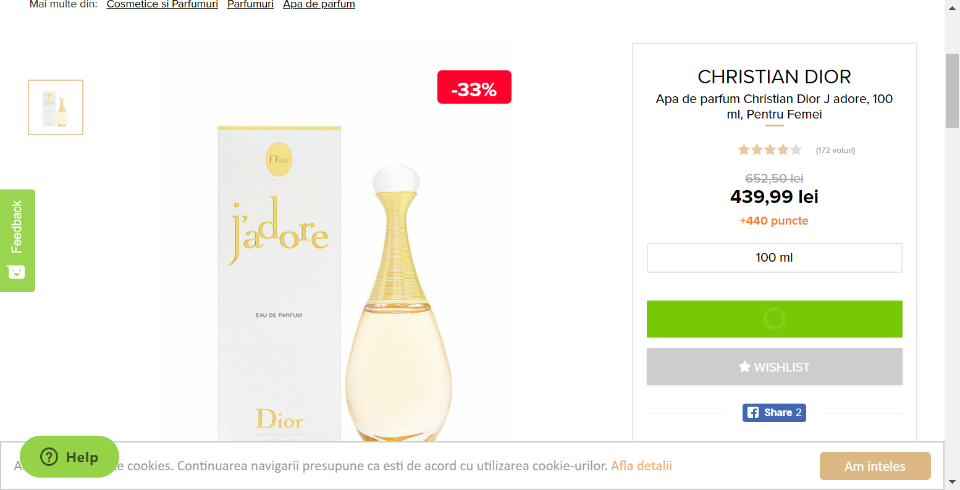 Mai multe din: Cosmetice si Parfumuri Parfumuri Apa de parfum
-33%
Dior
j'adore
EAU DE PARFUM
Dior
CHRISTIAN DIOR
Apa de parfum Christian Dior J adore, 100
ml, Pentru Femei
(172 voturi)
652,50 lei
439,99 lei
+440 puncte
100 ml
WISHLIST
Share 2
Feedback
Help
cookies. Continuarea navigarii presupune ca esti de acord cu utilizarea cookie-urilor. Afla detalii
Am inteles